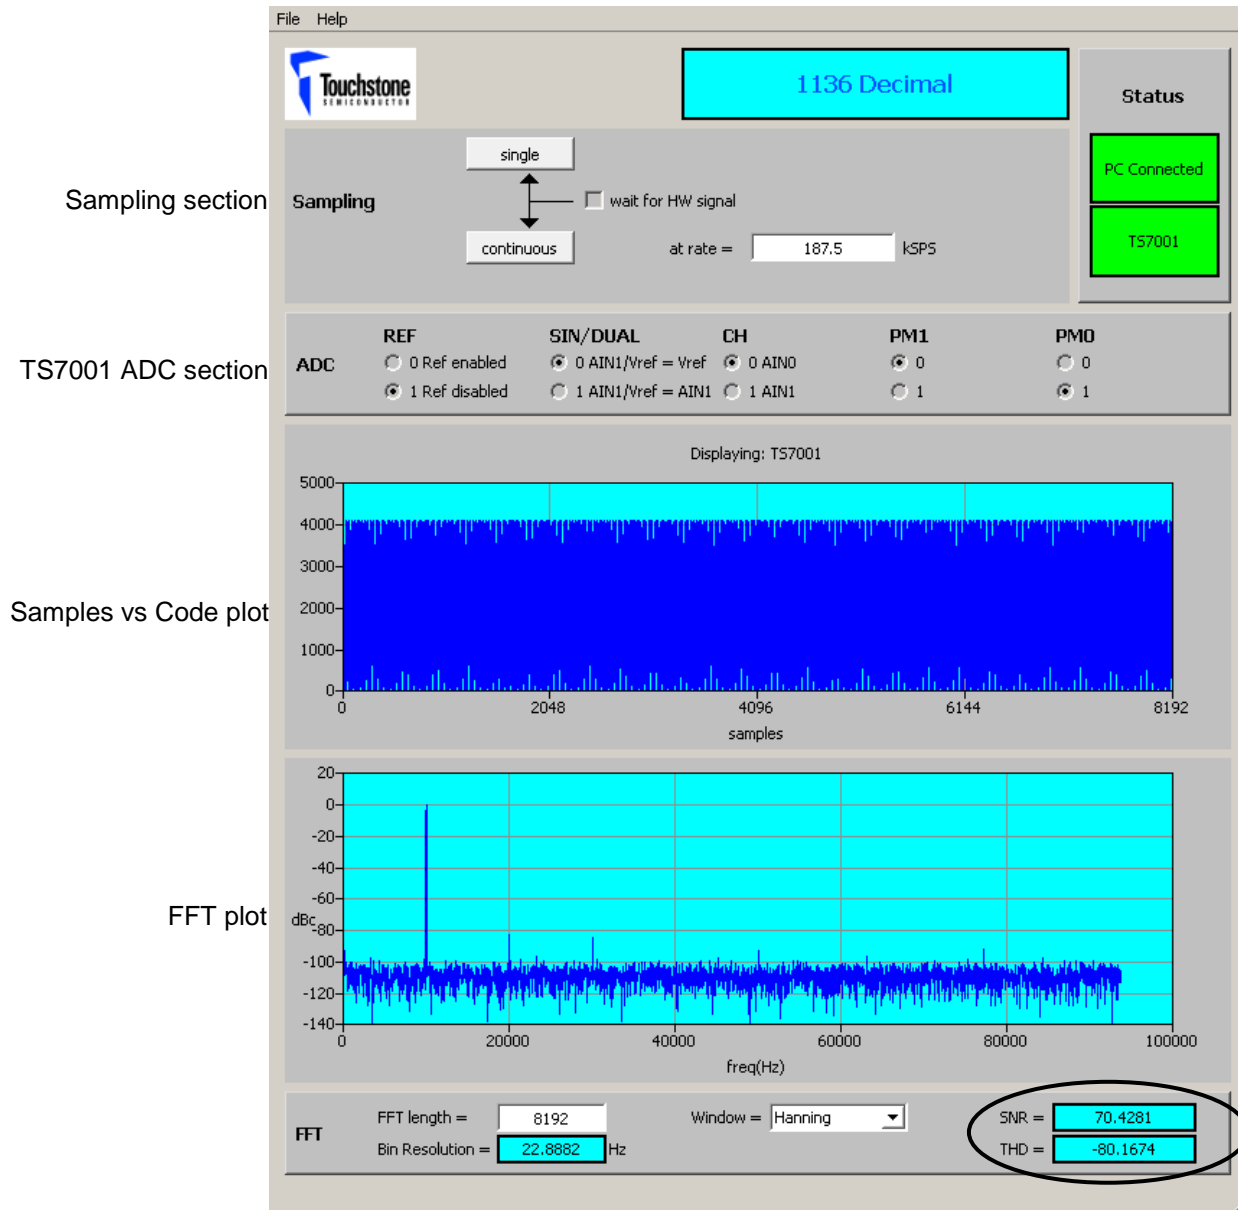 File Help
Touchstone
SEMICONDUCTOR
1136 Decimal
Status
PC Connected
TS7001
Sampling section
Sampling
single
wait for HW signal
continuous
at rate = 187.5 kSPS
TS7001 ADC section
ADC
REF SIN/DUAL CH PM1 PM0
0 Ref enabled 0 AIN1/Vref = Vref 0 AIN0 0 0
1 Ref disabled 1 AIN1/Vref = AIN1 1 AIN1 1 1
Samples vs Code plot
Displaying: TS7001
5000
4000
3000
2000
1000
0
0 2048 4096 6144 8192
samples
FFT plot
20
0
-20
-40
-60
dBc
-80
-100
-120
-140
0 20000 40000 60000 80000 100000
freq(Hz)
FFT
FFT length = 8192 Window = Hanning SNR = 70.4281
Bin Resolution = 22.8882 Hz THD = -80.1674